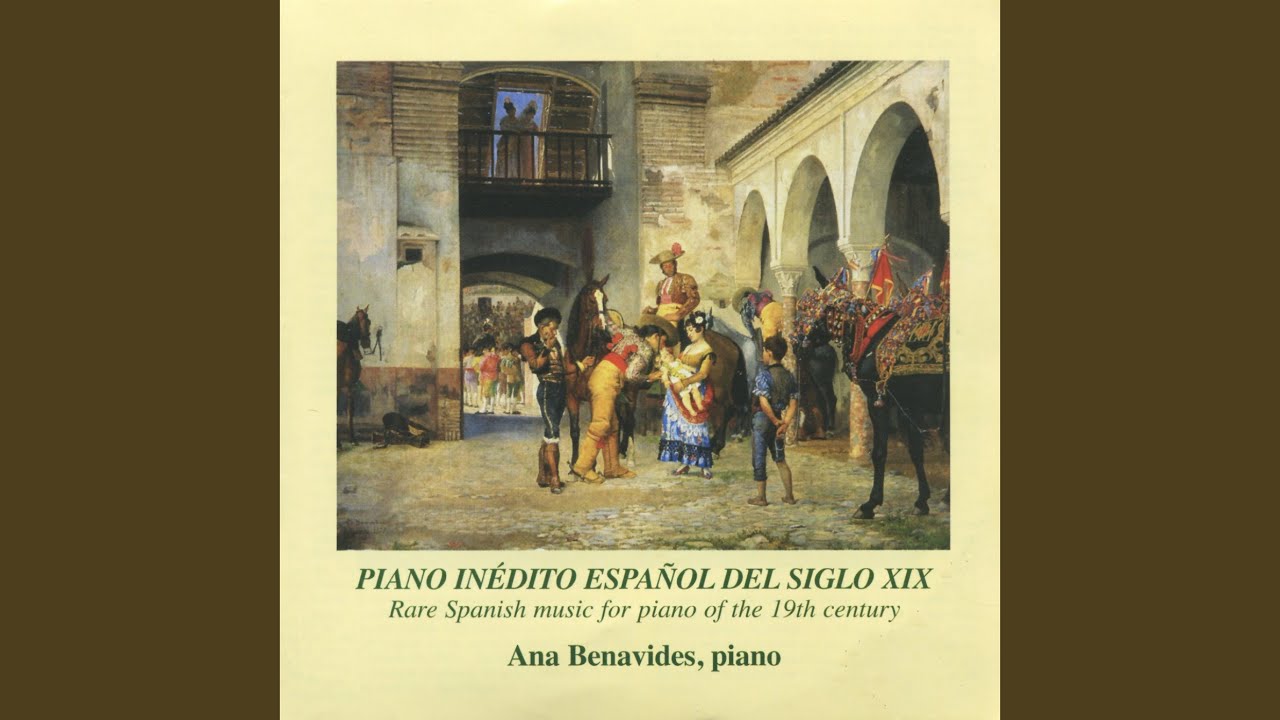 PIANO INÉDITO ESPAÑOL DEL SIGLO XIX
Rare Spanish music for piano of the 19th century
Ana Benavides, piano